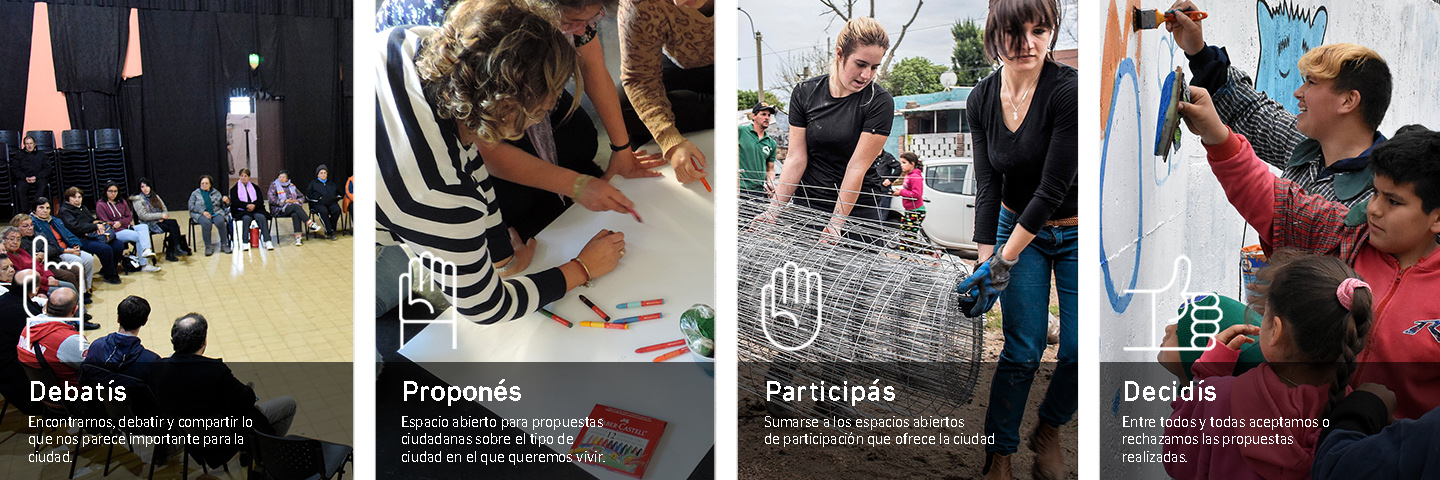 Debatís
Encontrarnos, debatir y compartir lo
que nos parece importante para la
ciudad.
Proponés
Espacio abierto para propuestas
ciudadanas sobre el tipo de
ciudad en el que queremos vivir.
FABER-CASTELL
Participás
Sumarse a los espacios abiertos
de participación que ofrece la ciudad
Decidís
Entre todos y todas aceptamos o
rechazamos las propuestas
realizadas.